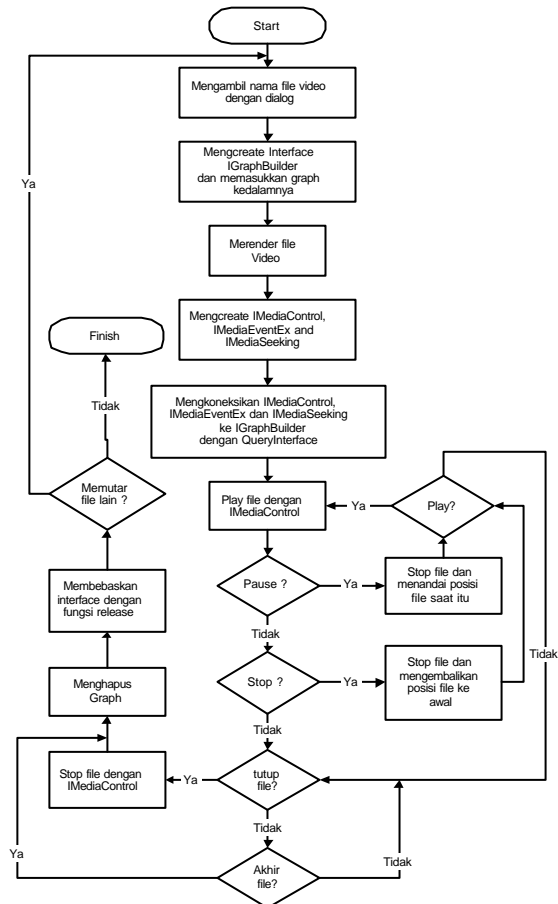 Start
Mengambil nama file video
dengan dialog
Mengcreate Interface
IGraphBuilder
dan memasukkan graph
kedalamnya
Ya
Merender file
Video
Mengcreate IMediaControl,
IMediaEventEx and
IMediaSeeking
Finish
Mengkoneksikan IMediaControl,
IMediaEventEx dan IMediaSeeking
ke IGraphBuilder
dengan QueryInterface
Tidak
Memutar
file lain ?
Play file dengan
IMediaControl
Ya
Play?
Membebaskan
interface dengan
fungsi release
Pause ?
Ya
Stop file dan
menandai posisi
file saat itu
Tidak
Tidak
Menghapus
Graph
Stop ?
Ya
Stop file dan
mengembalikan
posisi file ke
awal
Tidak
Stop file dengan
IMediaControl
Ya
tutup
file?
Tidak
Ya
Akhir
file?
Tidak